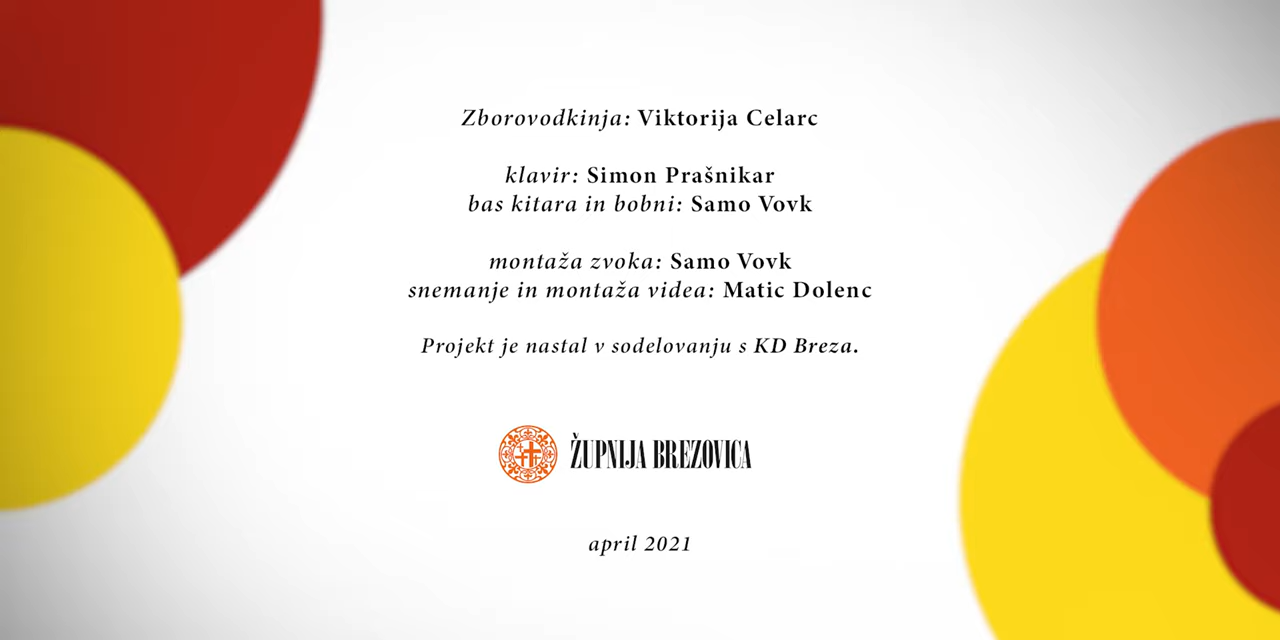 Zborovodkinja: Viktorija Celarc
klavir: Simon Prašnikar
bas kitara in bobni: Samo Vovk
montaža zvoka: Samo Vovk
snemanje in montaža videa: Matic Dolenc
Projekt je nastal v sodelovanju s KD Breza.
ŽUPNIJA BREZOVICA
april 2021